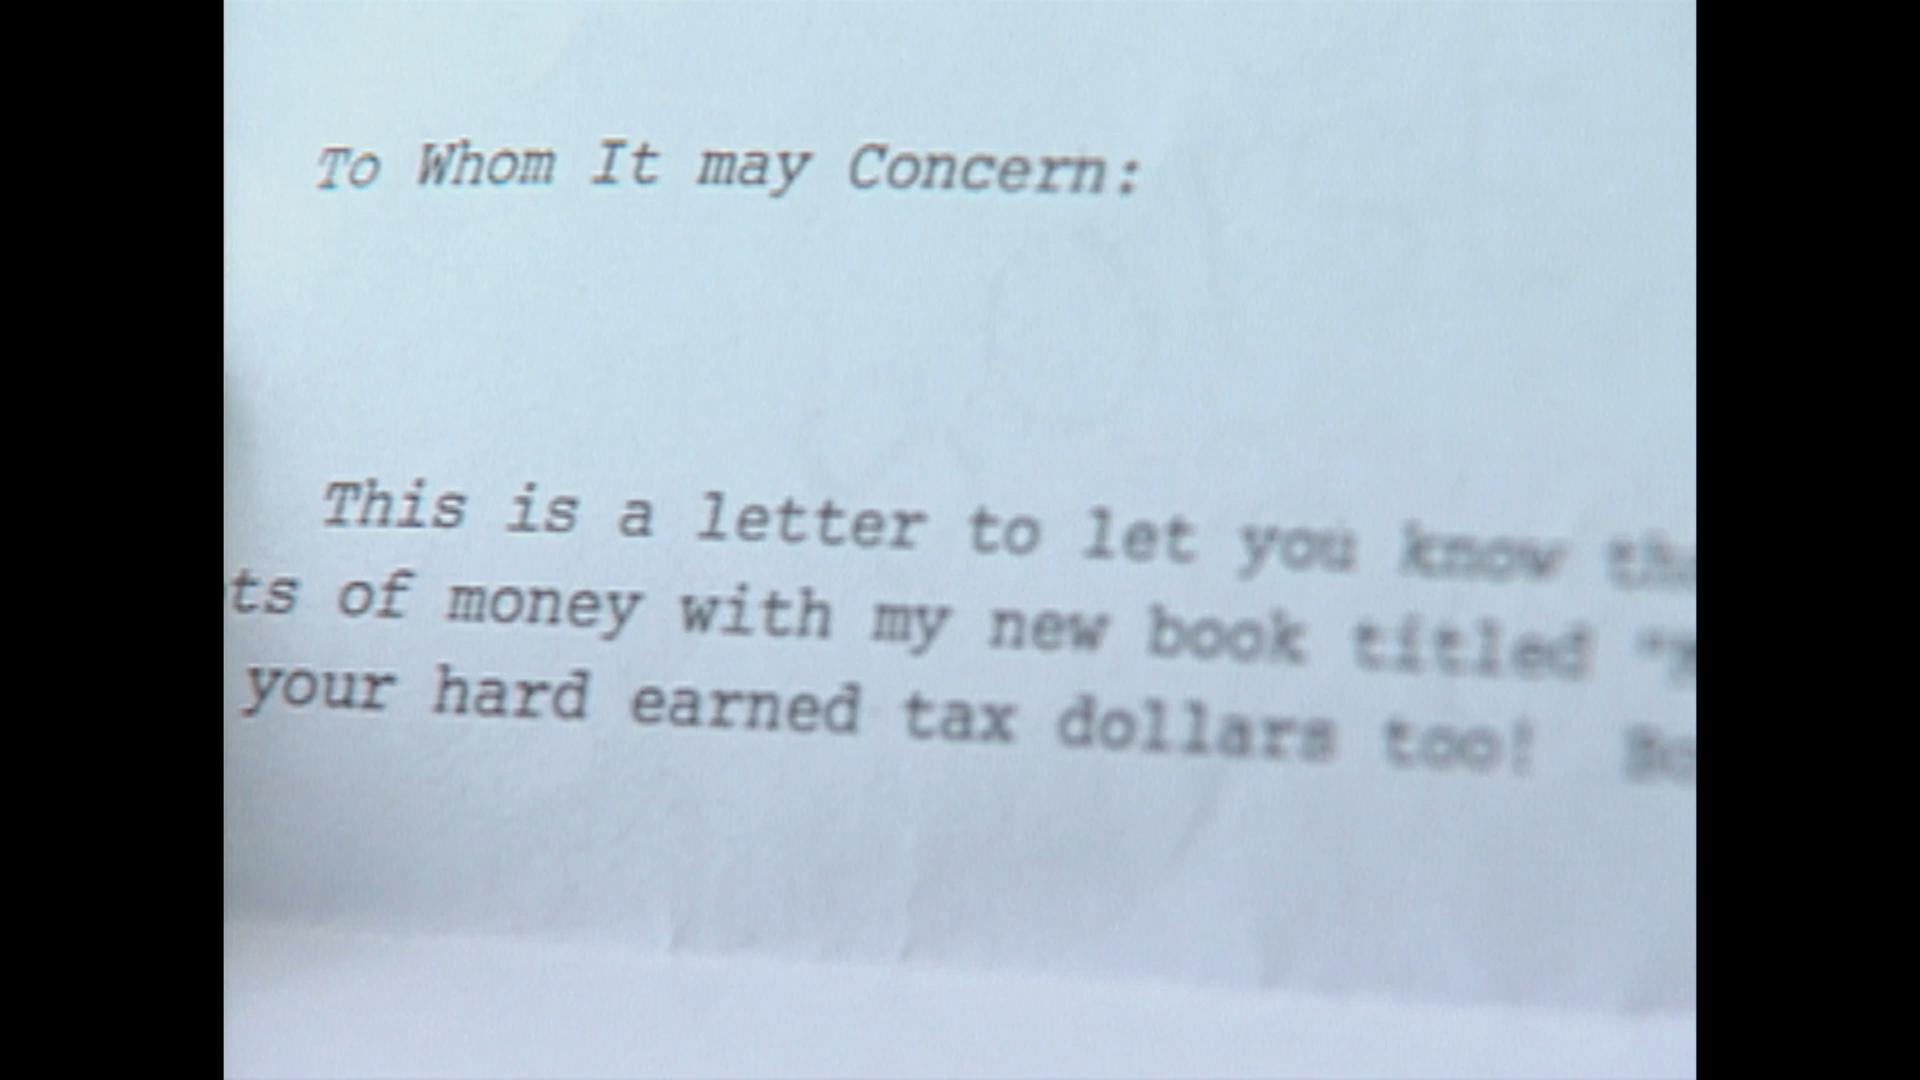 To Whom It may Concern:
This is a letter to let you know
ts of money with my new book titled
your hard earned tax dollars too!